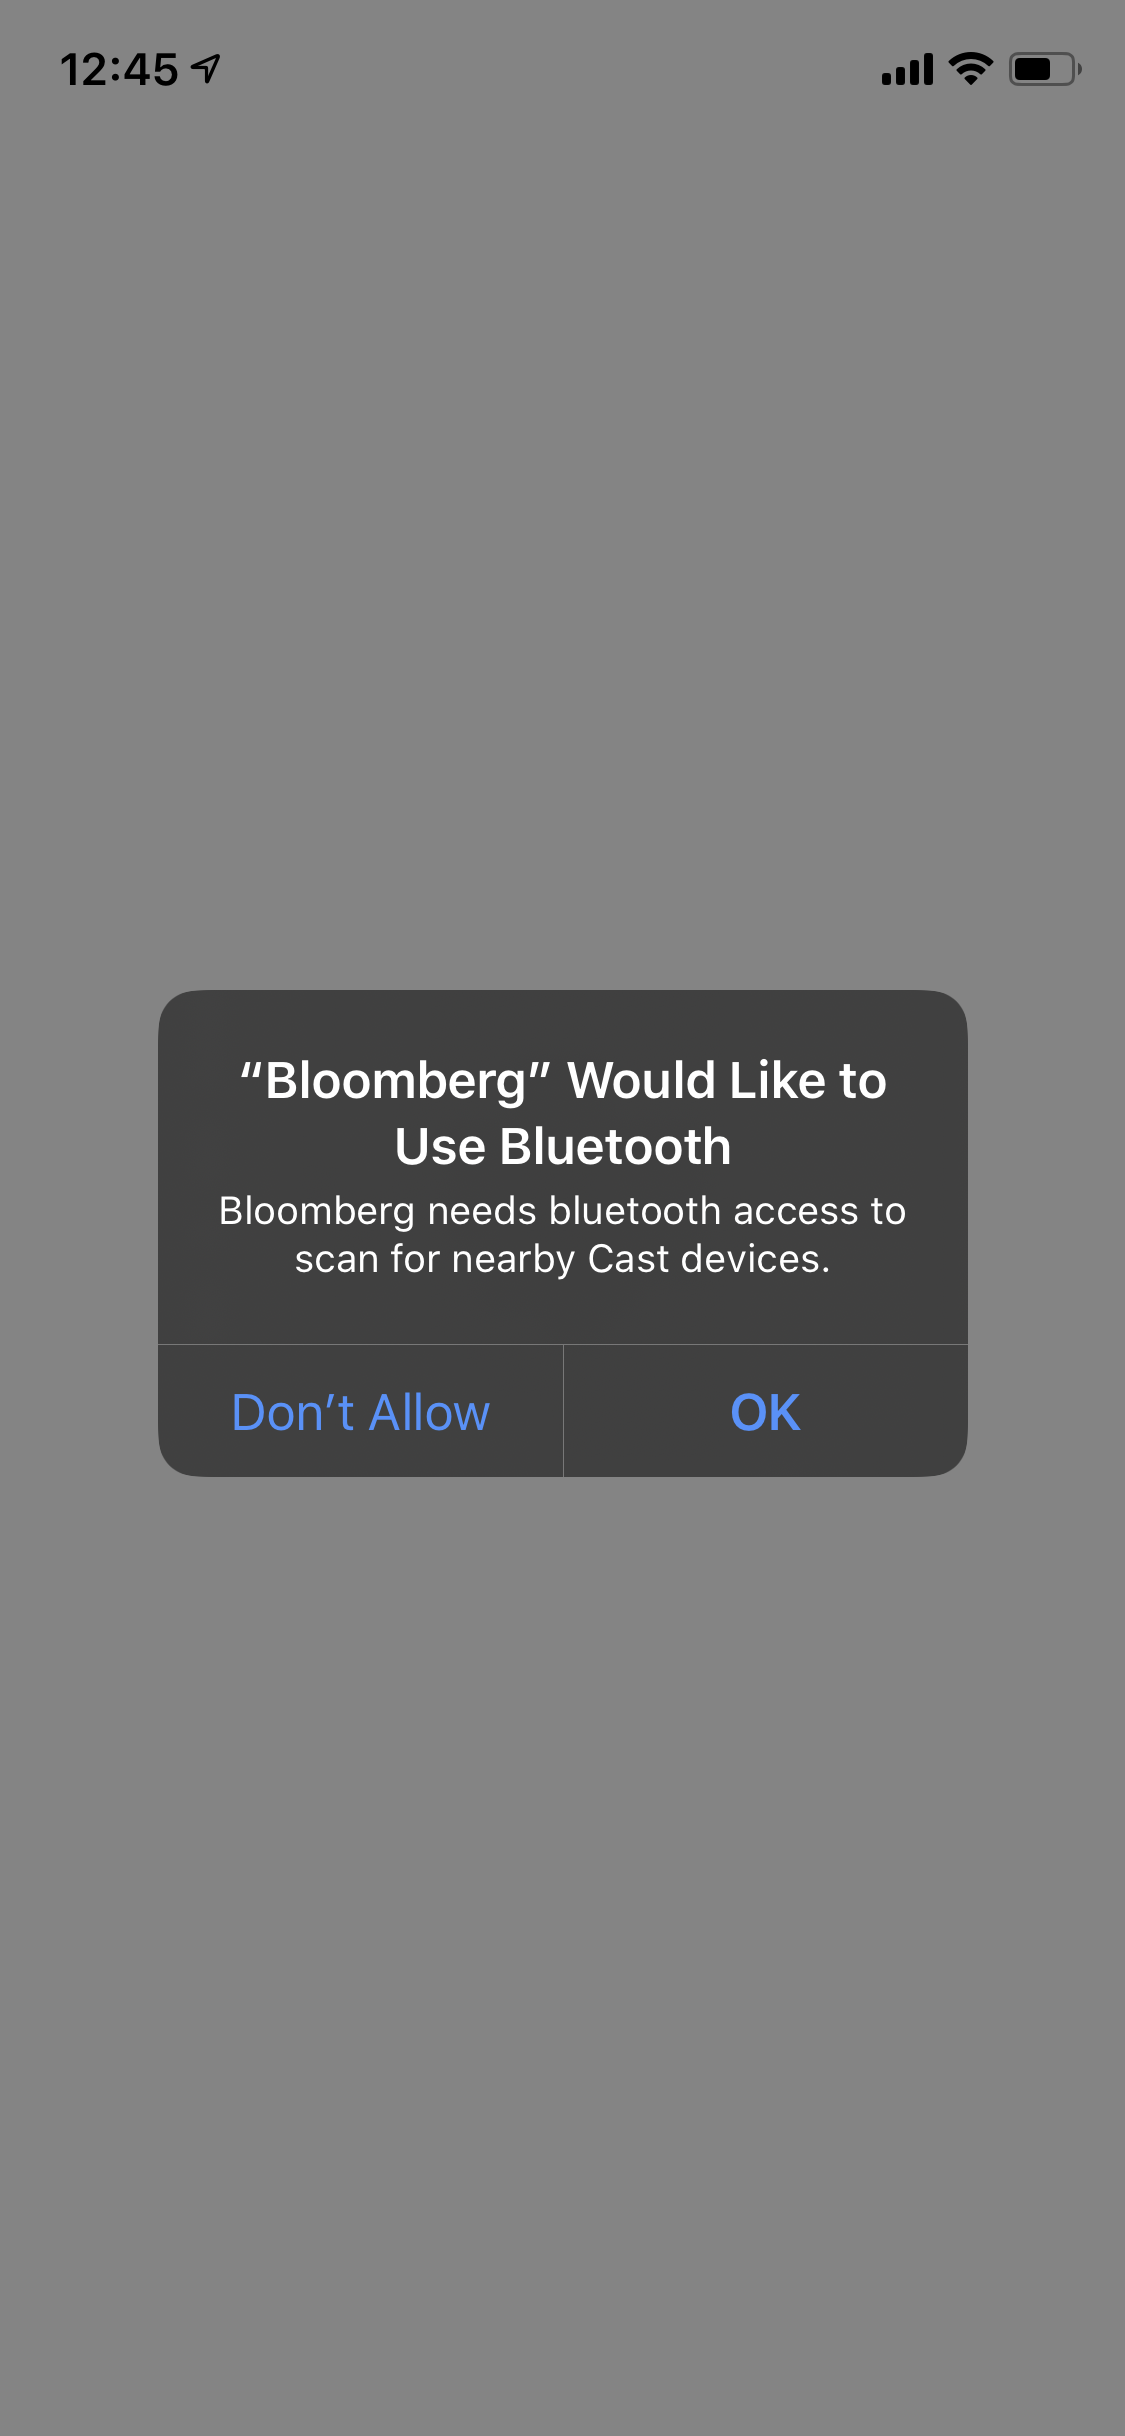 12:45
“Bloomberg” Would Like to
Use Bluetooth
Bloomberg needs bluetooth access to
scan for nearby Cast devices.
Don’t Allow
OK